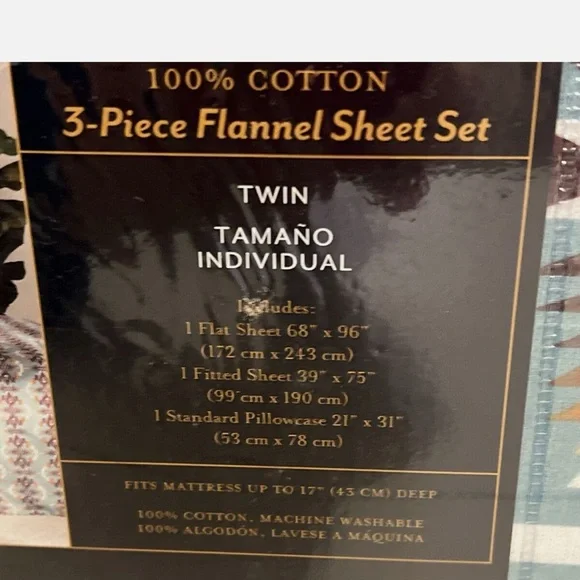 100% COTTON
3-Piece Flannel Sheet Set
TWIN
TAMAÑO
INDIVIDUAL
Includes:
1 Flat Sheet 68" x 96"
(172 cm x 243 cm)
1 Fitted Sheet 39" x 75"
(99 cm x 190 cm)
1 Standard Pillowcase 21" x 31"
(53 cm x 78 cm)
FITS MATTRESS UP TO 17" (43 CM) DEEP
100% COTTON, MACHINE WASHABLE
100% ALGODÓN, LAVESE A MÁQUINA